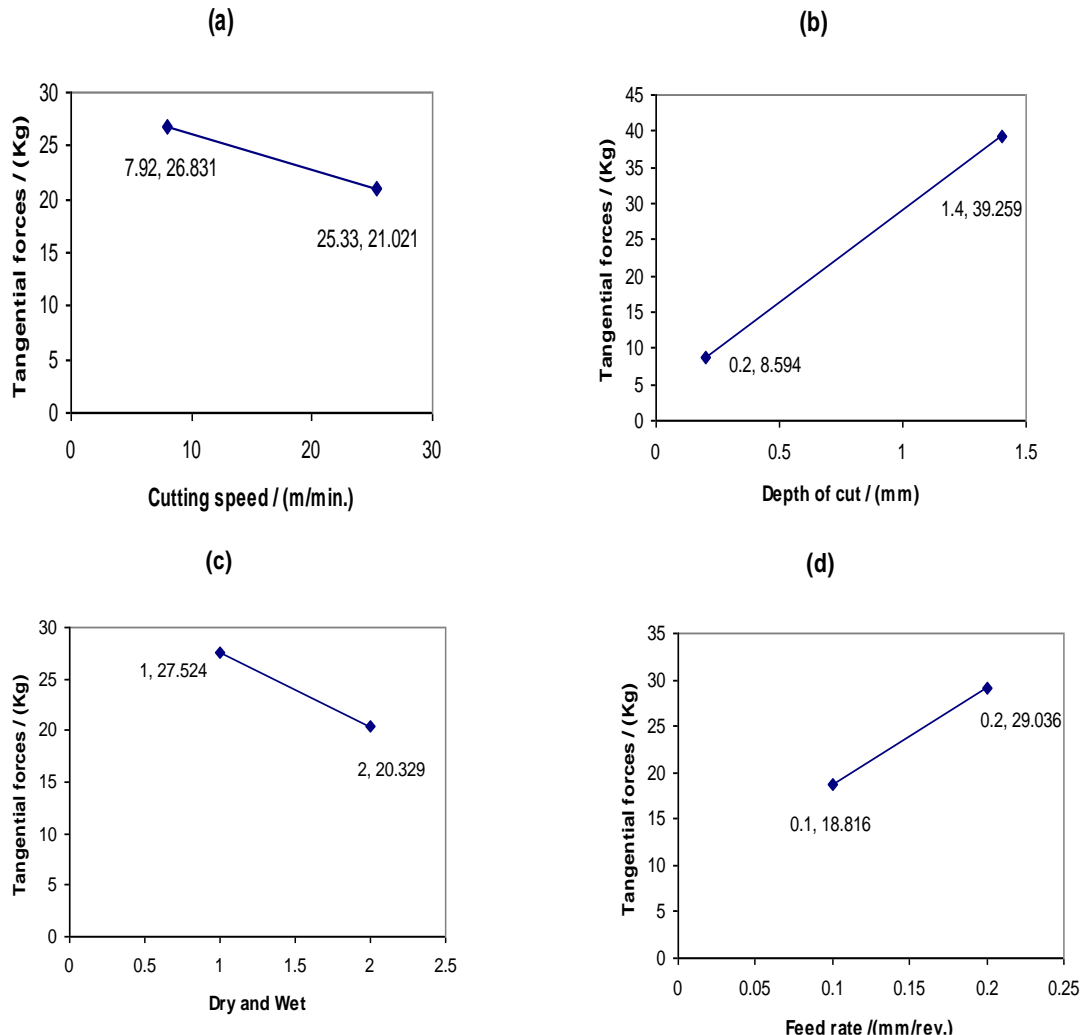 (a)
Tangential forces / (Kg)
30
25
20
15
10
5
0
7.92, 26.831
25.33, 21.021
0 10 20 30
Cutting speed / (m/min.)
(b)
Tangential forces / (Kg)
45
40
35
30
25
20
15
10
5
0
1.4, 39.259
0.2, 8.594
0 0.5 1 1.5
Depth of cut / (mm)
(c)
Tangential forces / (Kg)
30
25
20
15
10
5
0
1, 27.524
2, 20.329
0 0.5 1 1.5 2 2.5
Dry and Wet
(d)
Tangential forces / (Kg)
35
30
25
20
15
10
5
0
0.2, 29.036
0.1, 18.816
0 0.05 0.1 0.15 0.2 0.25
Feed rate /(mm/rev.)